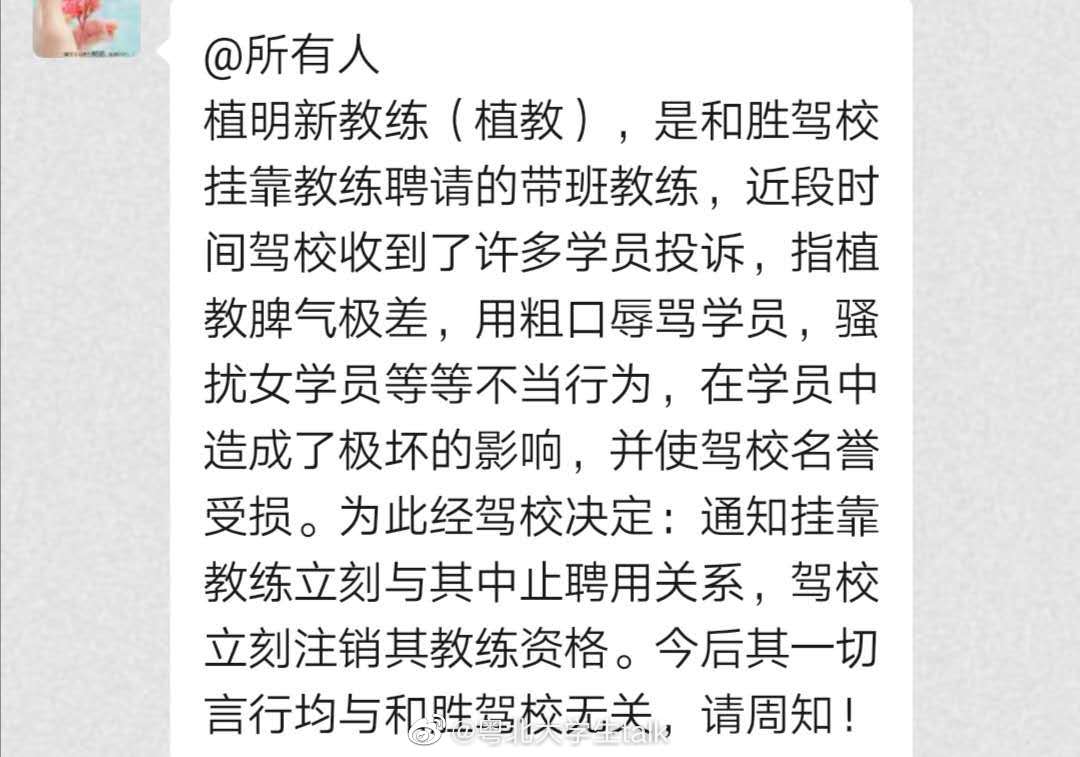 @所有人
植明新教练（植教），是和胜驾校
挂靠教练聘请的带班教练，近段时
间驾校收到了许多学员投诉，指植
教脾气极差，用粗口辱骂学员，骚
扰女学员等等不当行为，在学员中
造成了极坏的影响，并使驾校名誉
受损。为此经驾校决定：通知挂靠
教练立刻与其中止聘用关系，驾校
立刻注销其教练资格。今后其一切
言行均与和胜驾校无关，请周知！
@粤北大学生talk